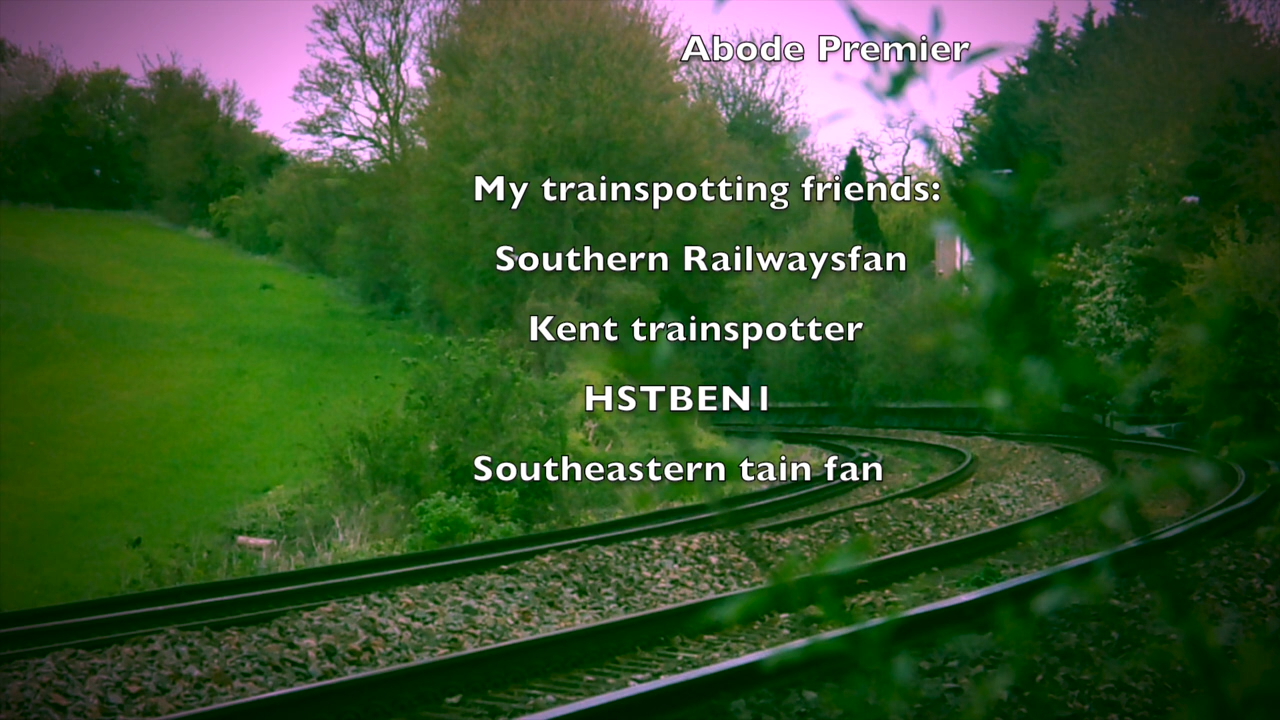 Abode Premier
My trainspotting friends:
Southern Railwaysfan
Kent trainspotter
HSTBEN1
Southeastern tain fan